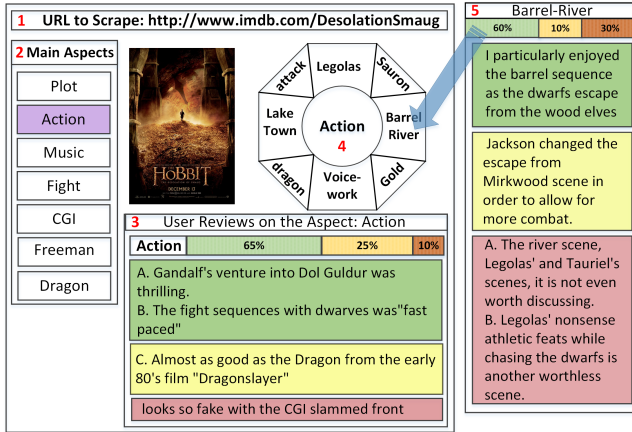 1 URL to Scrape: http://www.imdb.com/DesolationSmaug
2 Main Aspects
Plot
Action
Music
Fight
CGI
Freeman
Dragon
THE HOBBIT
DECEMBER 13
attack
Legolas
Sauron
Lake
Town
Action
4
Barrel
River
dragon
Voice-
work
Gold
3 User Reviews on the Aspect: Action
Action 65% 25% 10%
A. Gandalf's venture into Dol Guldur was
thrilling.
B. The fight sequences with dwarves was"fast
paced"
C. Almost as good as the Dragon from the early
80's film "Dragonslayer"
looks so fake with the CGI slammed front
5 Barrel-River
60% 10% 30%
I particularly enjoyed
the barrel sequence
as the dwarfs escape
from the wood elves
Jackson changed the
escape from
Mirkwood scene in
order to allow for
more combat.
A. The river scene,
Legolas' and Tauriel's
scenes, it is not even
worth discussing.
B. Legolas' nonsense
athletic feats while
chasing the dwarfs is
another worthless
scene.